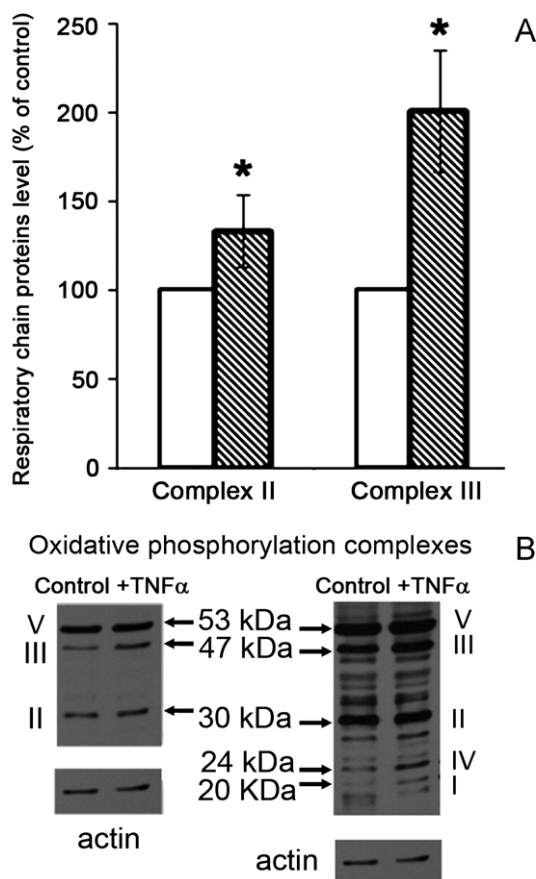 A
Respiratory chain proteins level (% of control)
250
200
150
100
50
0
*
*
Complex II
Complex III
Oxidative phosphorylation complexes
B
Control +TNFα
Control +TNFα
V
III
II
53 kDa
47 kDa
30 kDa
24 kDa
20 KDa
V
III
II
IV
I
actin
actin